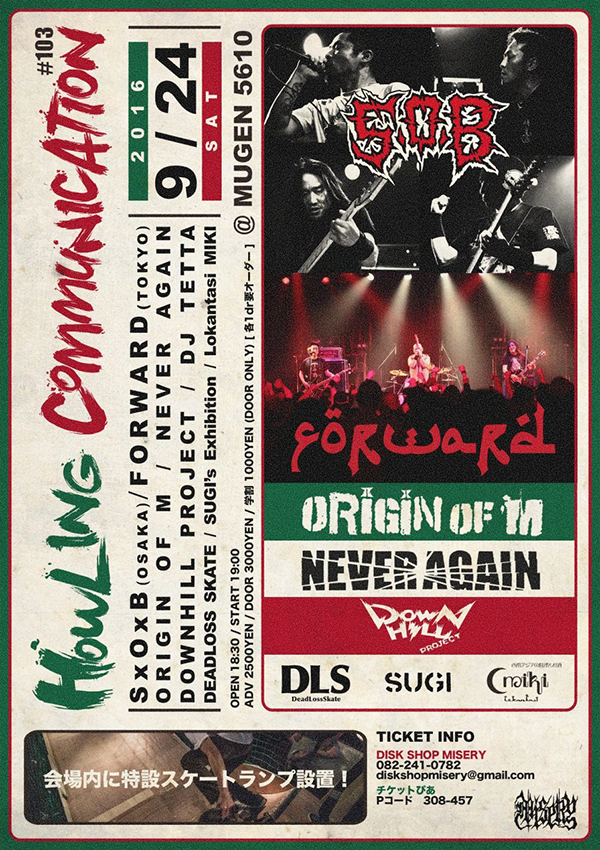 #103
HOWLING COMMUNICATION
2016
9/24
SAT
@ MUGEN 5610
SxOxB (OSAKA) / FORWARD (TOKYO)
ORIGIN OF M / NEVER AGAIN
DOWNHILL PROJECT / DJ TETTA
DEADLOSS SKATE / SUGI's Exhibition / Lokantasi MIKI
OPEN 18:30 / START 19:00
ADV 2500YEN / DOOR 3000YEN / 学割 1000YEN (DOOR ONLY) [ 各1dr要オーダー ]
S.O.B
FORWARD
ORIGIN OF M
NEVER AGAIN
DOWN
HILL
PROJECT
DLS
DeadLossSkate
SUGI
miki
会場内に特設スケートランプ設置！
TICKET INFO
DISK SHOP MISERY
082-241-0782
diskshopmisery@gmail.com
チケットぴあ
Pコード 308-457
MISERY